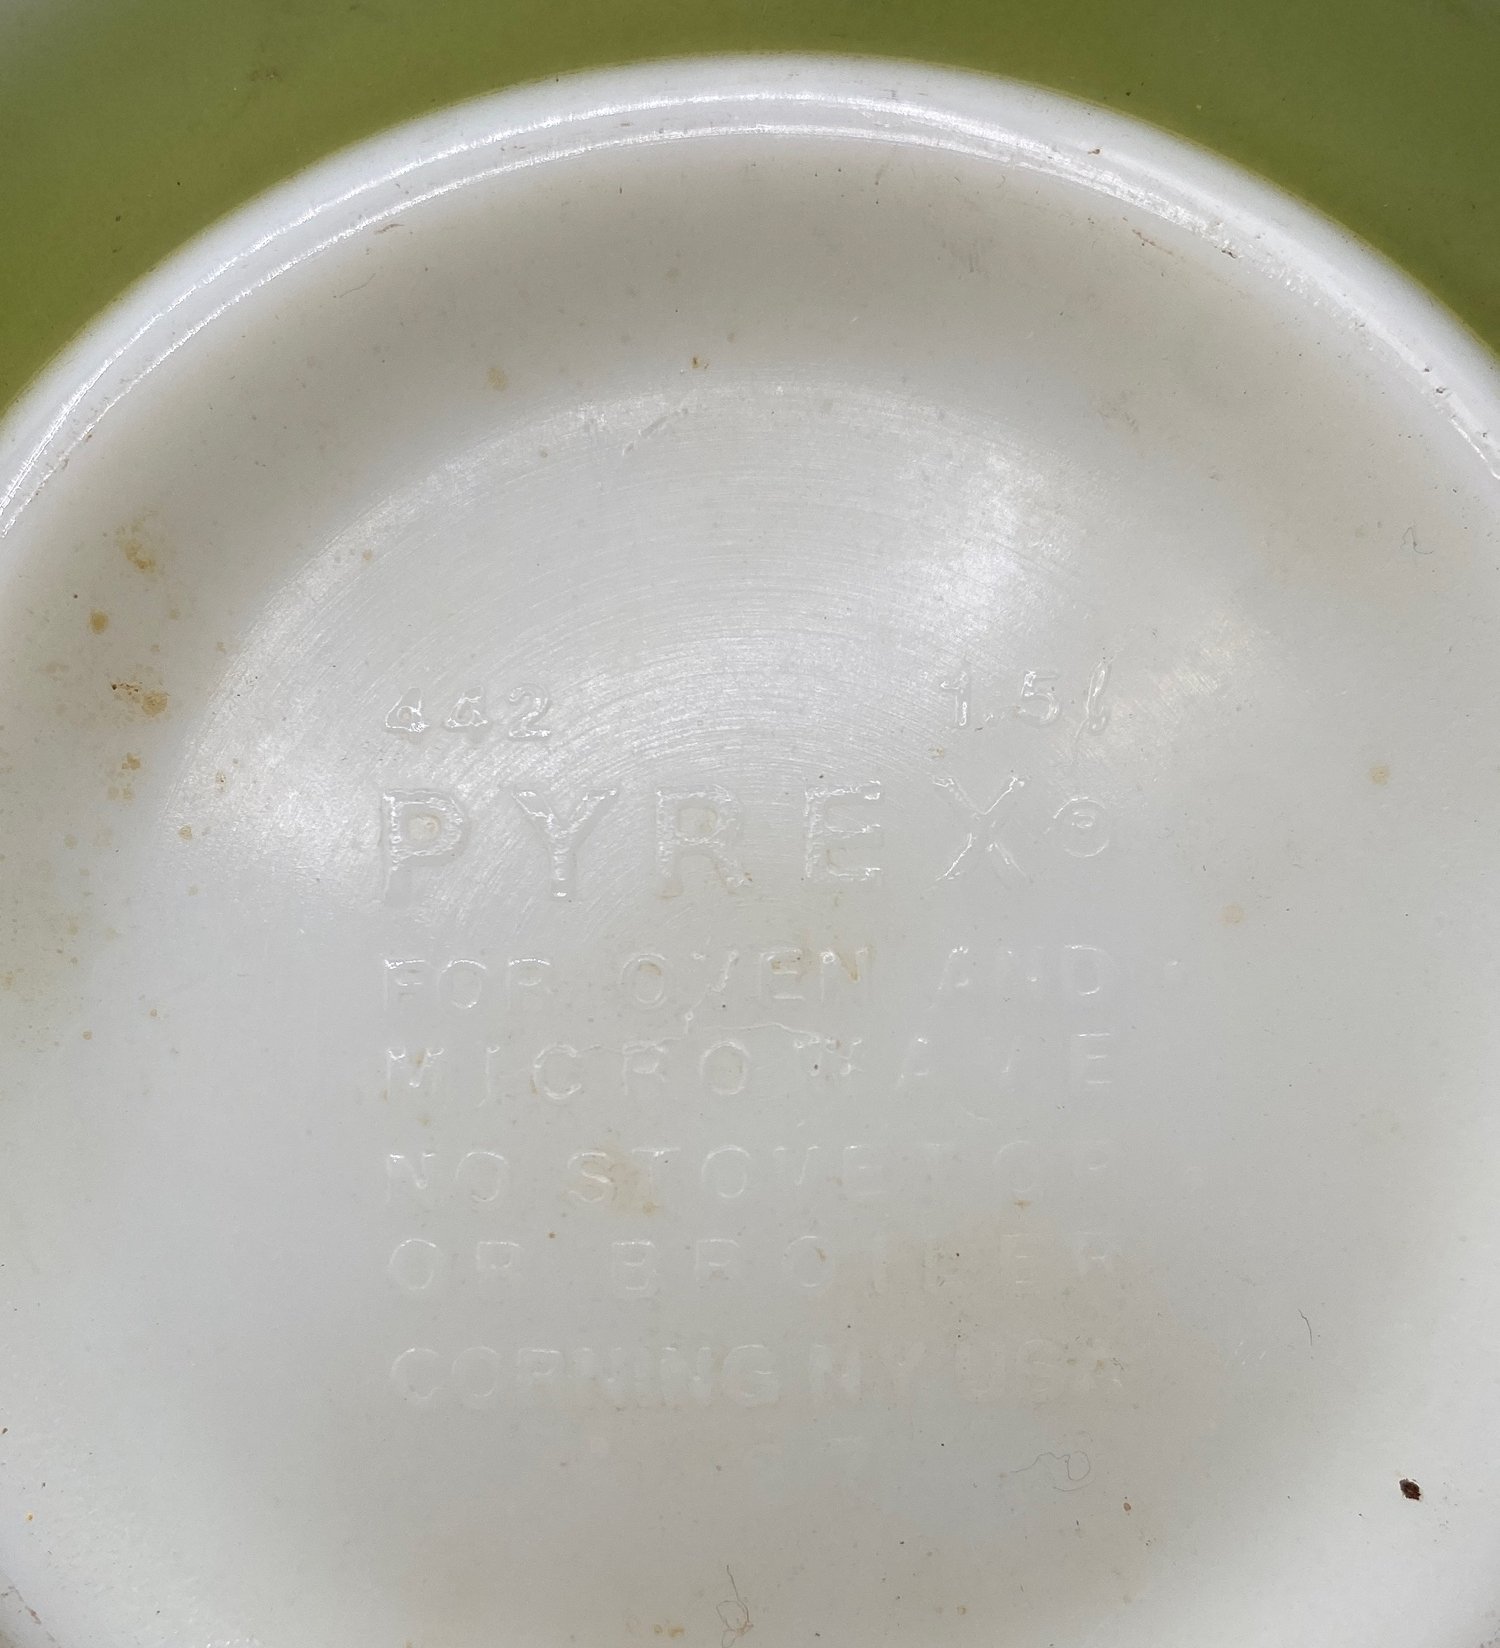 442 1.5 ℓ
PYREX®
FOR OVEN AND
MICROWAVE
NO STOVETOP
OR BROILER
CORNING NY USA